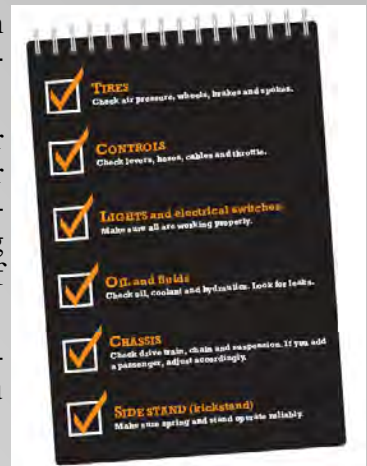 TIRES
Check air pressure, wheels, brakes and spokes.
CONTROLS
Check levers, hoses, cables and throttle.
LIGHTS and electrical switches
Make sure all are working properly.
OIL and fluids
Check oil, coolant and hydraulics. Look for leaks.
CHASSIS
Check drive train, chain and suspension. If you add
a passenger, adjust accordingly.
SIDE STAND (kickstand)
Make sure spring and stand operate reliably.